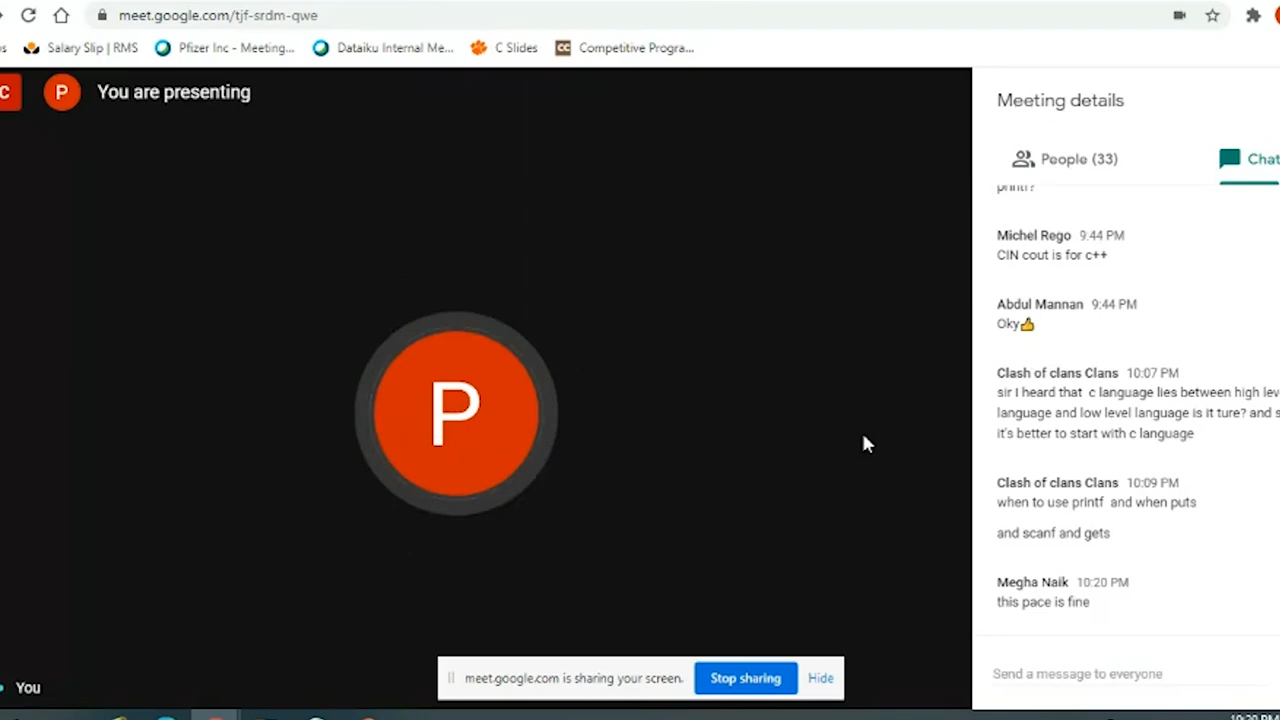 meet.google.com/tjf-srdm-qwe
Salary Slip | RMS
Pfizer Inc - Meeting...
Dataiku Internal Me...
C Slides
CC
Competitive Progra...
C
P
You are presenting
Meeting details
People (33)
Chat
printf?
Michel Rego 9:44 PM
CIN cout is for c++
Abdul Mannan 9:44 PM
Oky👍
Clash of clans Clans 10:07 PM
sir I heard that c language lies between high lev
language and low level language is it ture? and s
it's better to start with c language
Clash of clans Clans 10:09 PM
when to use printf and when puts
and scanf and gets
Megha Naik 10:20 PM
this pace is fine
Send a message to everyone
P
meet.google.com is sharing your screen.
Stop sharing
Hide
You